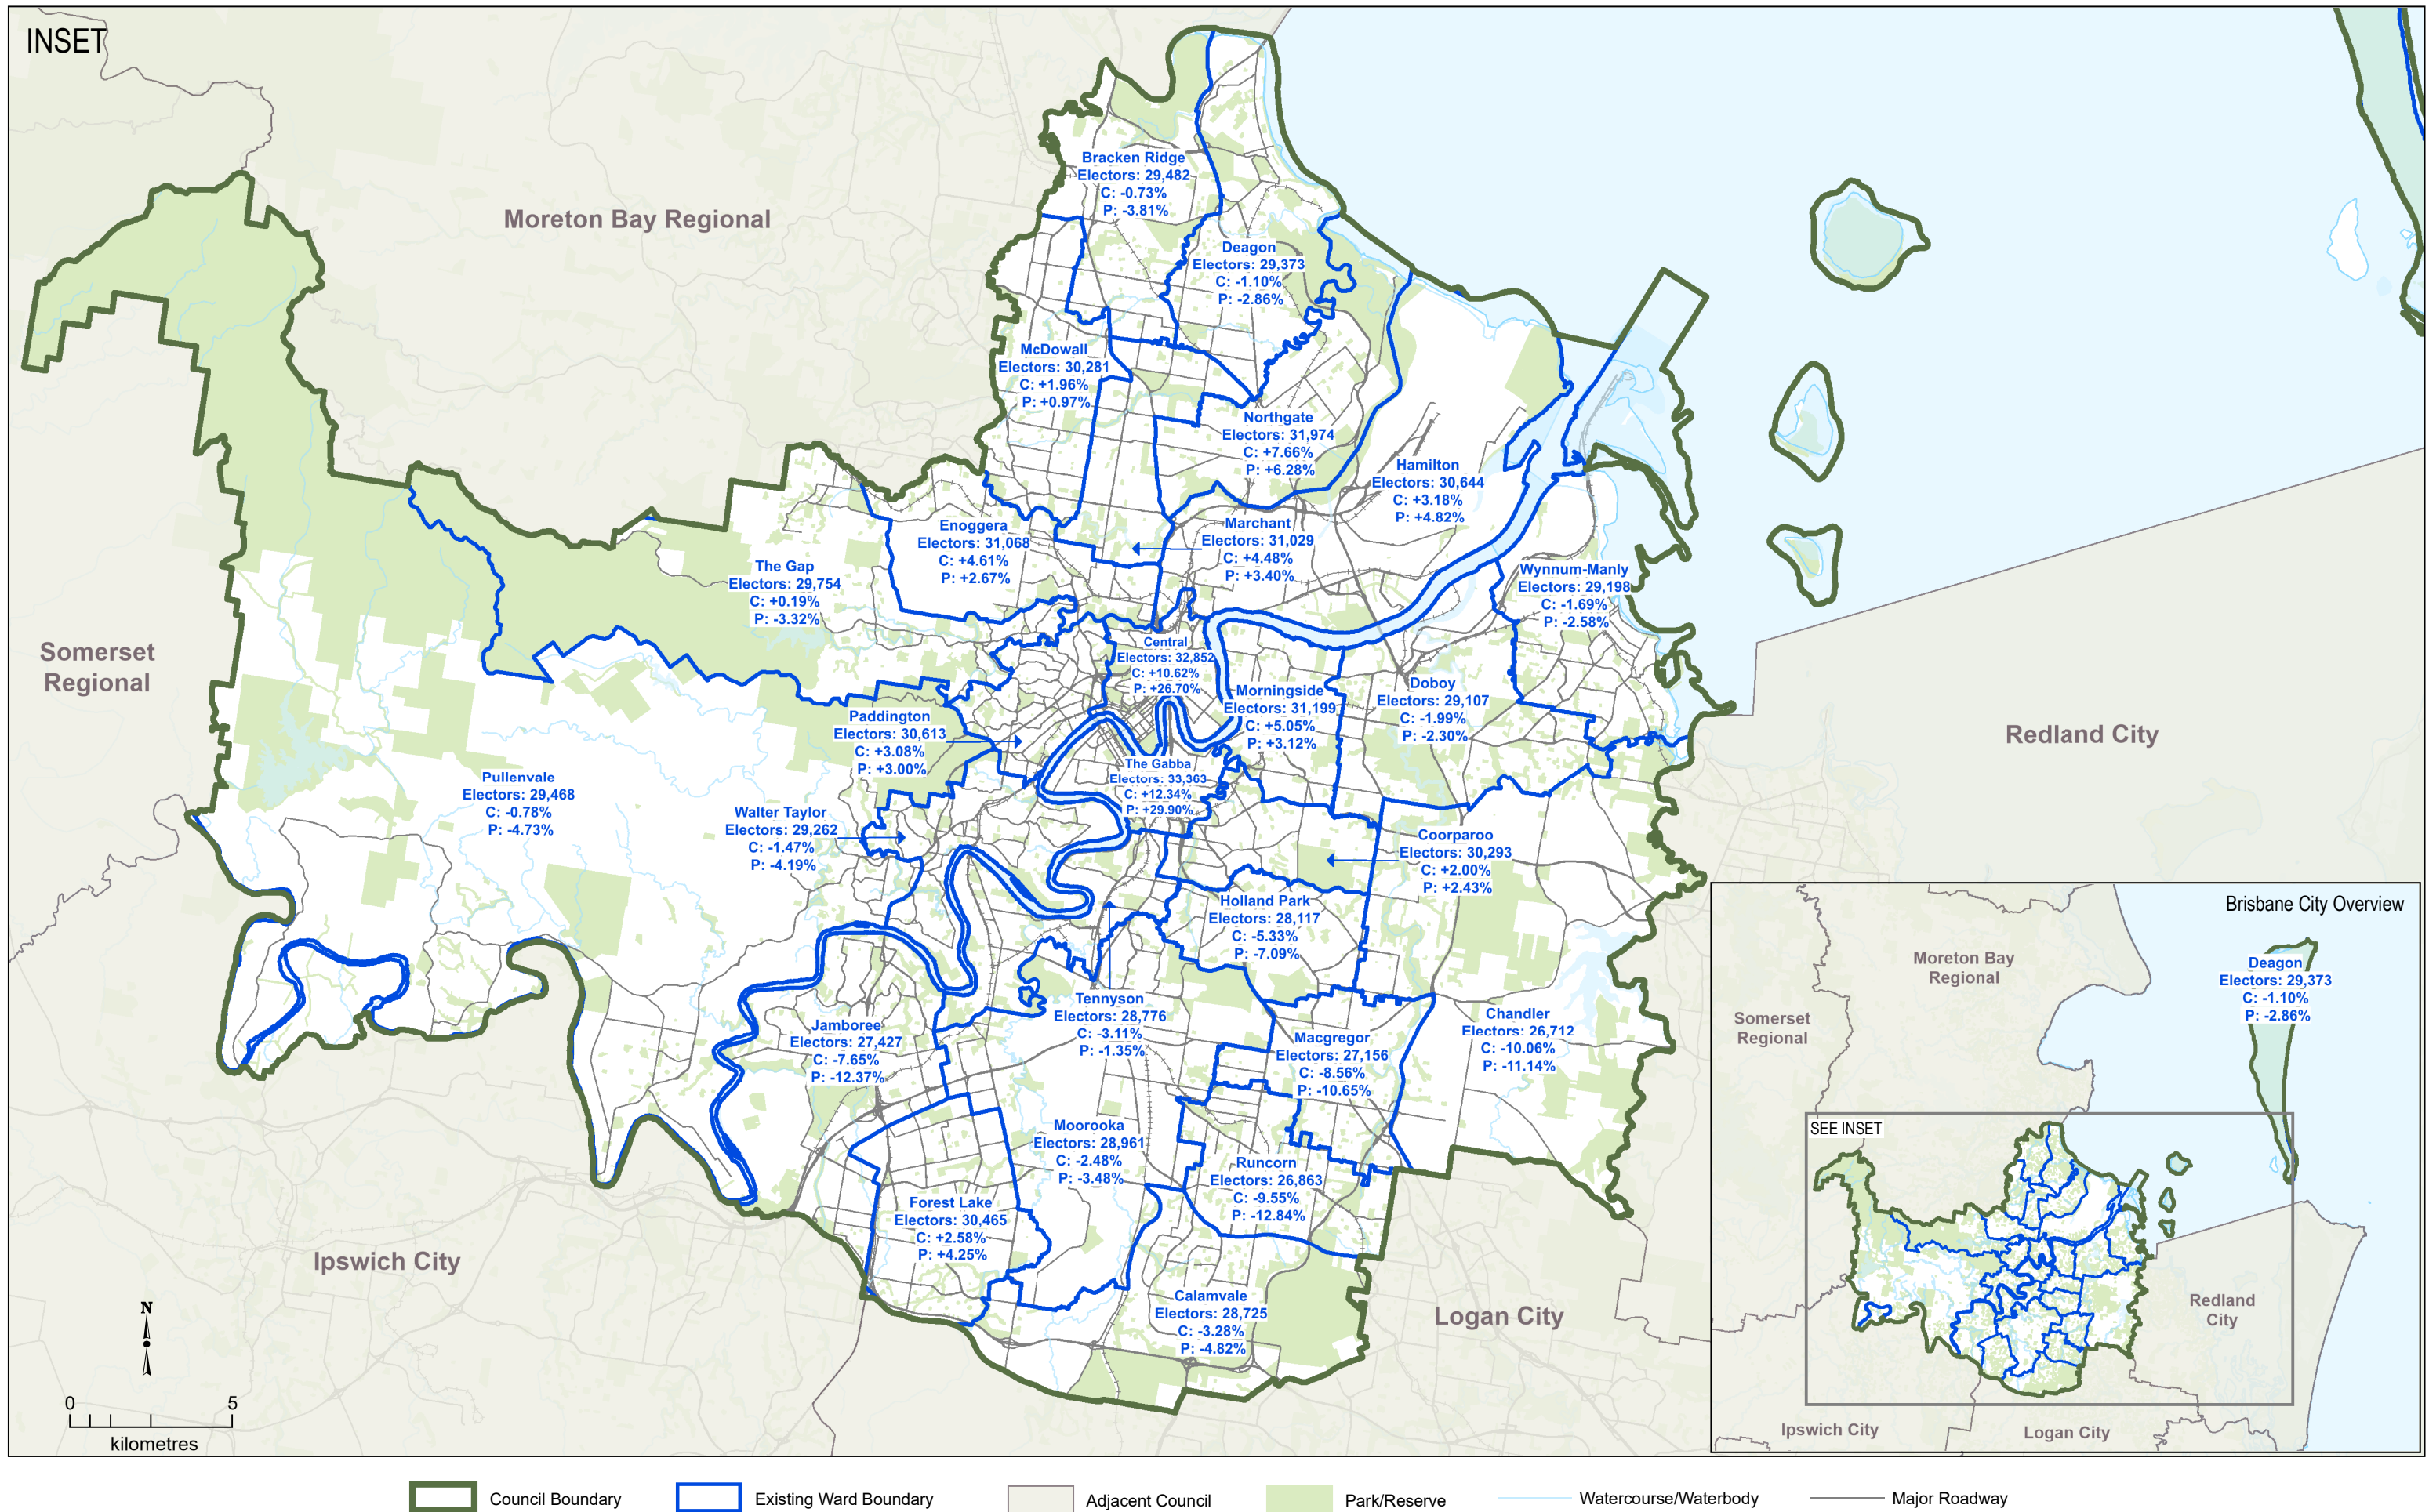 INSET
Moreton Bay Regional
Somerset
Regional
Ipswich City
Logan City
Redland City
Bracken Ridge
Electors: 29,482
C: -0.73%
P: -3.81%
Deagon
Electors: 29,373
C: -1.10%
P: -2.86%
McDowall
Electors: 30,281
C: +1.96%
P: +0.97%
Northgate
Electors: 31,974
C: +7.66%
P: +6.28%
Hamilton
Electors: 30,644
C: +3.18%
P: +4.82%
Marchant
Electors: 31,029
C: +4.48%
P: +3.40%
Enoggera
Electors: 31,068
C: +4.61%
P: +2.67%
The Gap
Electors: 29,754
C: +0.19%
P: -3.32%
Wynnum-Manly
Electors: 29,198
C: -1.69%
P: -2.58%
Central
Electors: 32,852
C: +10.62%
P: +26.70%
Morningside
Electors: 31,199
C: +5.05%
P: +3.12%
Doboy
Electors: 29,107
C: -1.99%
P: -2.30%
Paddington
Electors: 30,613
C: +3.08%
P: +3.00%
The Gabba
Electors: 33,363
C: +12.34%
P: +29.90%
Pullenvale
Electors: 29,468
C: -0.78%
P: -4.73%
Walter Taylor
Electors: 29,262
C: -1.47%
P: -4.19%
Coorparoo
Electors: 30,293
C: +2.00%
P: +2.43%
Holland Park
Electors: 28,117
C: -5.33%
P: -7.09%
Tennyson
Electors: 28,776
C: -3.11%
P: -1.35%
Jamboree
Electors: 27,427
C: -7.65%
P: -12.37%
Macgregor
Electors: 27,156
C: -8.56%
P: -10.65%
Chandler
Electors: 26,712
C: -10.06%
P: -11.14%
Moorooka
Electors: 28,961
C: -2.48%
P: -3.48%
Runcorn
Electors: 26,863
C: -9.55%
P: -12.84%
Forest Lake
Electors: 30,465
C: +2.58%
P: +4.25%
Calamvale
Electors: 28,725
C: -3.28%
P: -4.82%
N
0 5
kilometres
Brisbane City Overview
Moreton Bay
Regional
Somerset
Regional
Deagon
Electors: 29,373
C: -1.10%
P: -2.86%
SEE INSET
Redland
City
Ipswich City
Logan City
Council Boundary
Existing Ward Boundary
Adjacent Council
Park/Reserve
Watercourse/Waterbody
Major Roadway